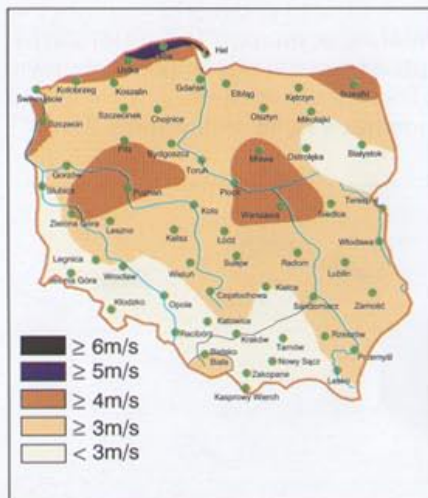 Łeba
Hel
Ustka
Kołobrzeg
Koszalin
Gdańsk
Elbląg
Kętrzyn
Suwałki
Świnoujście
Szczecinek
Chojnice
Olsztyn
Mikołajki
Szczecin
Piła
Bydgoszcz
Mława
Ostrołęka
Białystok
Gorzów
Toruń
Płock
Słubice
Poznań
Koło
Warszawa
Siedlce
Terespol
Zielona Góra
Leszno
Kalisz
Łódź
Włodawa
Legnica
Wieluń
Sulejów
Radom
Lublin
Jelenia Góra
Wrocław
Kłodzko
Opole
Częstochowa
Kielce
Sandomierz
Zamość
Racibórz
Katowice
Kraków
Tarnów
Rzeszów
Przemyśl
Bielsko
Biała
Nowy Sącz
Lesko
Zakopane
Kasprowy Wierch
≥ 6m/s
≥ 5m/s
≥ 4m/s
≥ 3m/s
< 3m/s